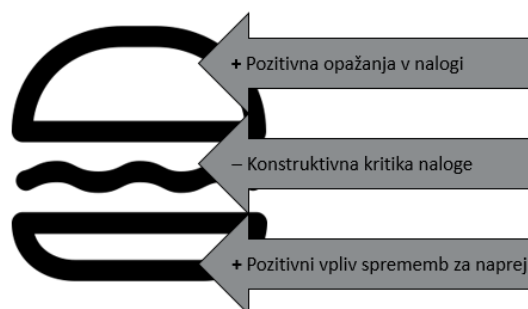 + Pozitivna opažanja v nalogi
– Konstruktivna kritika naloge
+ Pozitivni vpliv sprememb za naprej